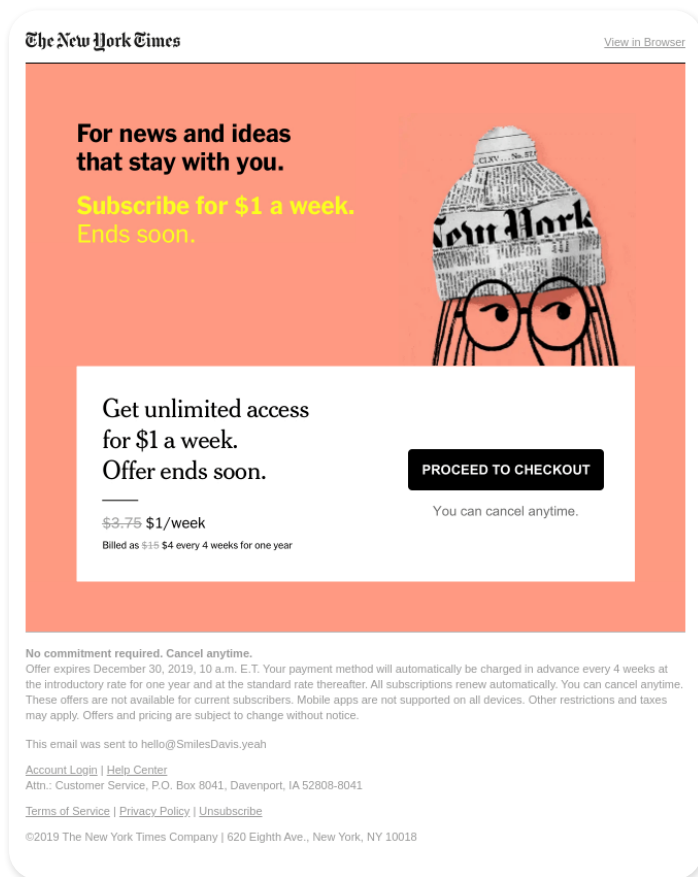 The New York Times
View in Browser
For news and ideas
that stay with you.
Subscribe for $1 a week.
Ends soon.
CLXV . . . No. 57,
New York
Get unlimited access
for $1 a week.
Offer ends soon.
$3.75 $1/week
Billed as $15 $4 every 4 weeks for one year
PROCEED TO CHECKOUT
You can cancel anytime.
No commitment required. Cancel anytime.
Offer expires December 30, 2019, 10 a.m. E.T. Your payment method will automatically be charged in advance every 4 weeks at
the introductory rate for one year and at the standard rate thereafter. All subscriptions renew automatically. You can cancel anytime.
These offers are not available for current subscribers. Mobile apps are not supported on all devices. Other restrictions and taxes
may apply. Offers and pricing are subject to change without notice.
This email was sent to hello@SmilesDavis.yeah
Account Login | Help Center
Attn.: Customer Service, P.O. Box 8041, Davenport, IA 52808-8041
Terms of Service | Privacy Policy | Unsubscribe
©2019 The New York Times Company | 620 Eighth Ave., New York, NY 10018